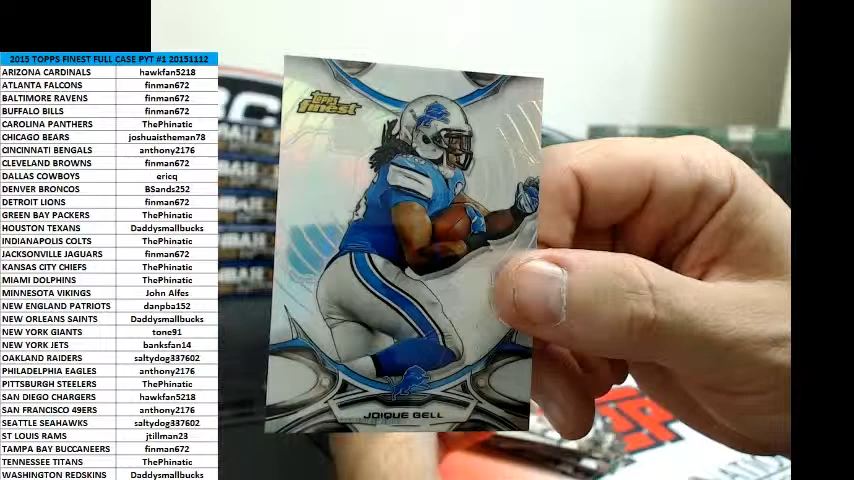 2015 TOPPS FINEST FULL CASE PYT #1 20151112
ARIZONA CARDINALS hawkfan5218
ATLANTA FALCONS finman672
BALTIMORE RAVENS finman672
BUFFALO BILLS finman672
CAROLINA PANTHERS ThePhinatic
CHICAGO BEARS joshuaistheman78
CINCINNATI BENGALS anthony2176
CLEVELAND BROWNS finman672
DALLAS COWBOYS ericq
DENVER BRONCOS BSands252
DETROIT LIONS finman672
GREEN BAY PACKERS ThePhinatic
HOUSTON TEXANS Daddysmallbucks
INDIANAPOLIS COLTS ThePhinatic
JACKSONVILLE JAGUARS finman672
KANSAS CITY CHIEFS ThePhinatic
MIAMI DOLPHINS ThePhinatic
MINNESOTA VIKINGS John Alfes
NEW ENGLAND PATRIOTS danpba152
NEW ORLEANS SAINTS Daddysmallbucks
NEW YORK GIANTS tone91
NEW YORK JETS banksfan14
OAKLAND RAIDERS saltydog337602
PHILADELPHIA EAGLES anthony2176
PITTSBURGH STEELERS ThePhinatic
SAN DIEGO CHARGERS hawkfan5218
SAN FRANCISCO 49ERS anthony2176
SEATTLE SEAHAWKS saltydog337602
ST LOUIS RAMS jtillman23
TAMPA BAY BUCCANEERS finman672
TENNESSEE TITANS ThePhinatic
WASHINGTON REDSKINS Daddysmallbucks
TOPPS
finest
JOIQUE BELL